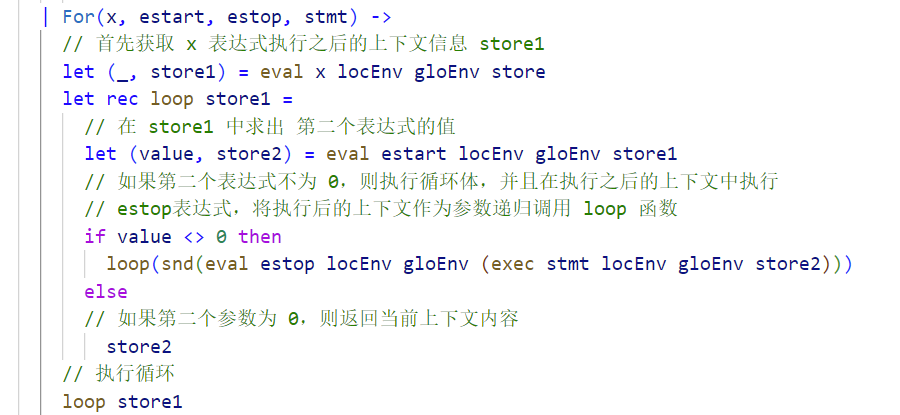 | For(x, estart, estop, stmt) ->
// 首先获取 x 表达式执行之后的上下文信息 store1
let (_, store1) = eval x locEnv gloEnv store
let rec loop store1 =
// 在 store1 中求出 第二个表达式的值
let (value, store2) = eval estart locEnv gloEnv store1
// 如果第二个表达式不为 0，则执行循环体，并且在执行之后的上下文中执行
// estop表达式，将执行后的上下文作为参数递归调用 loop 函数
if value <> 0 then
loop(snd(eval estop locEnv gloEnv (exec stmt locEnv gloEnv store2)))
else
// 如果第二个参数为 0，则返回当前上下文内容
store2
// 执行循环
loop store1